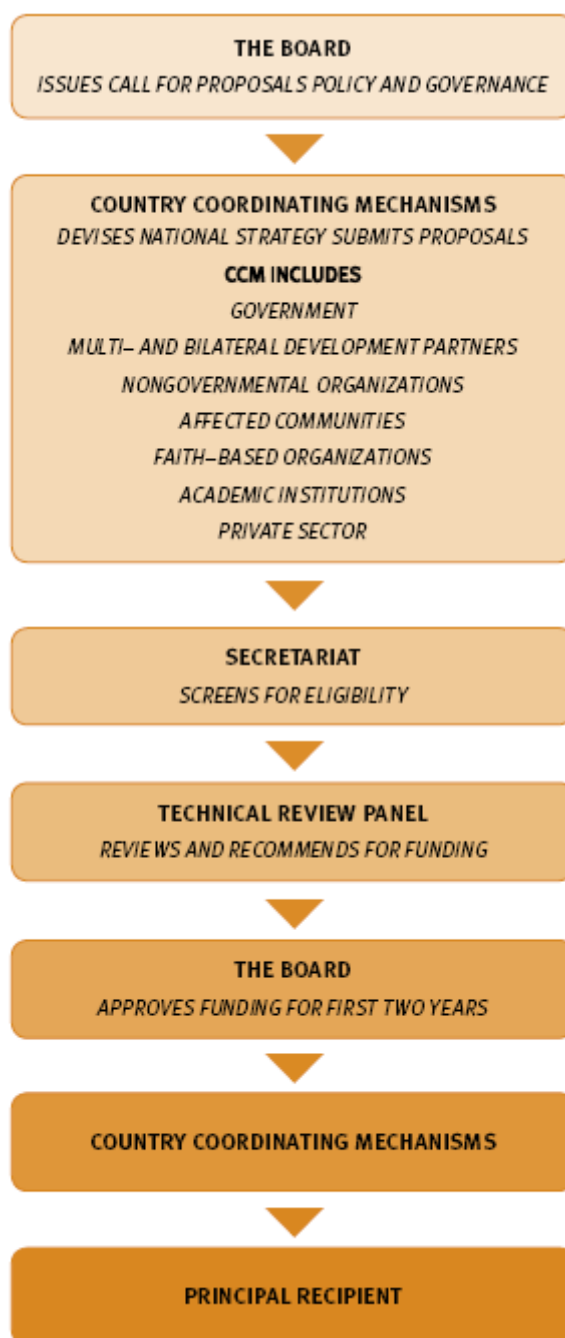 THE BOARD
ISSUES CALL FOR PROPOSALS POLICY AND GOVERNANCE
COUNTRY COORDINATING MECHANISMS
DEVISES NATIONAL STRATEGY SUBMITS PROPOSALS
CCM INCLUDES
GOVERNMENT
MULTI– AND BILATERAL DEVELOPMENT PARTNERS
NONGOVERNMENTAL ORGANIZATIONS
AFFECTED COMMUNITIES
FAITH–BASED ORGANIZATIONS
ACADEMIC INSTITUTIONS
PRIVATE SECTOR
SECRETARIAT
SCREENS FOR ELIGIBILITY
TECHNICAL REVIEW PANEL
REVIEWS AND RECOMMENDS FOR FUNDING
THE BOARD
APPROVES FUNDING FOR FIRST TWO YEARS
COUNTRY COORDINATING MECHANISMS
PRINCIPAL RECIPIENT